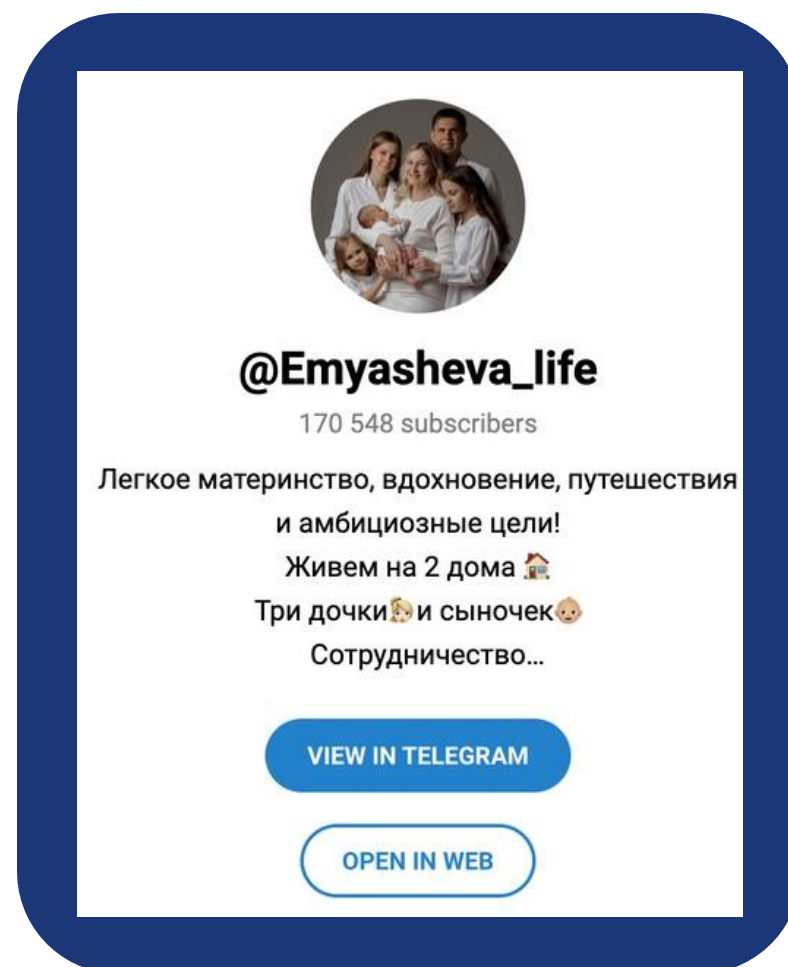 @Emyasheva_life
170 548 subscribers
Легкое материнство, вдохновение, путешествия
и амбициозные цели!
Живем на 2 дома 🏠
Три дочки👧🏼и сыночек👶🏼
Сотрудничество...
VIEW IN TELEGRAM
OPEN IN WEB